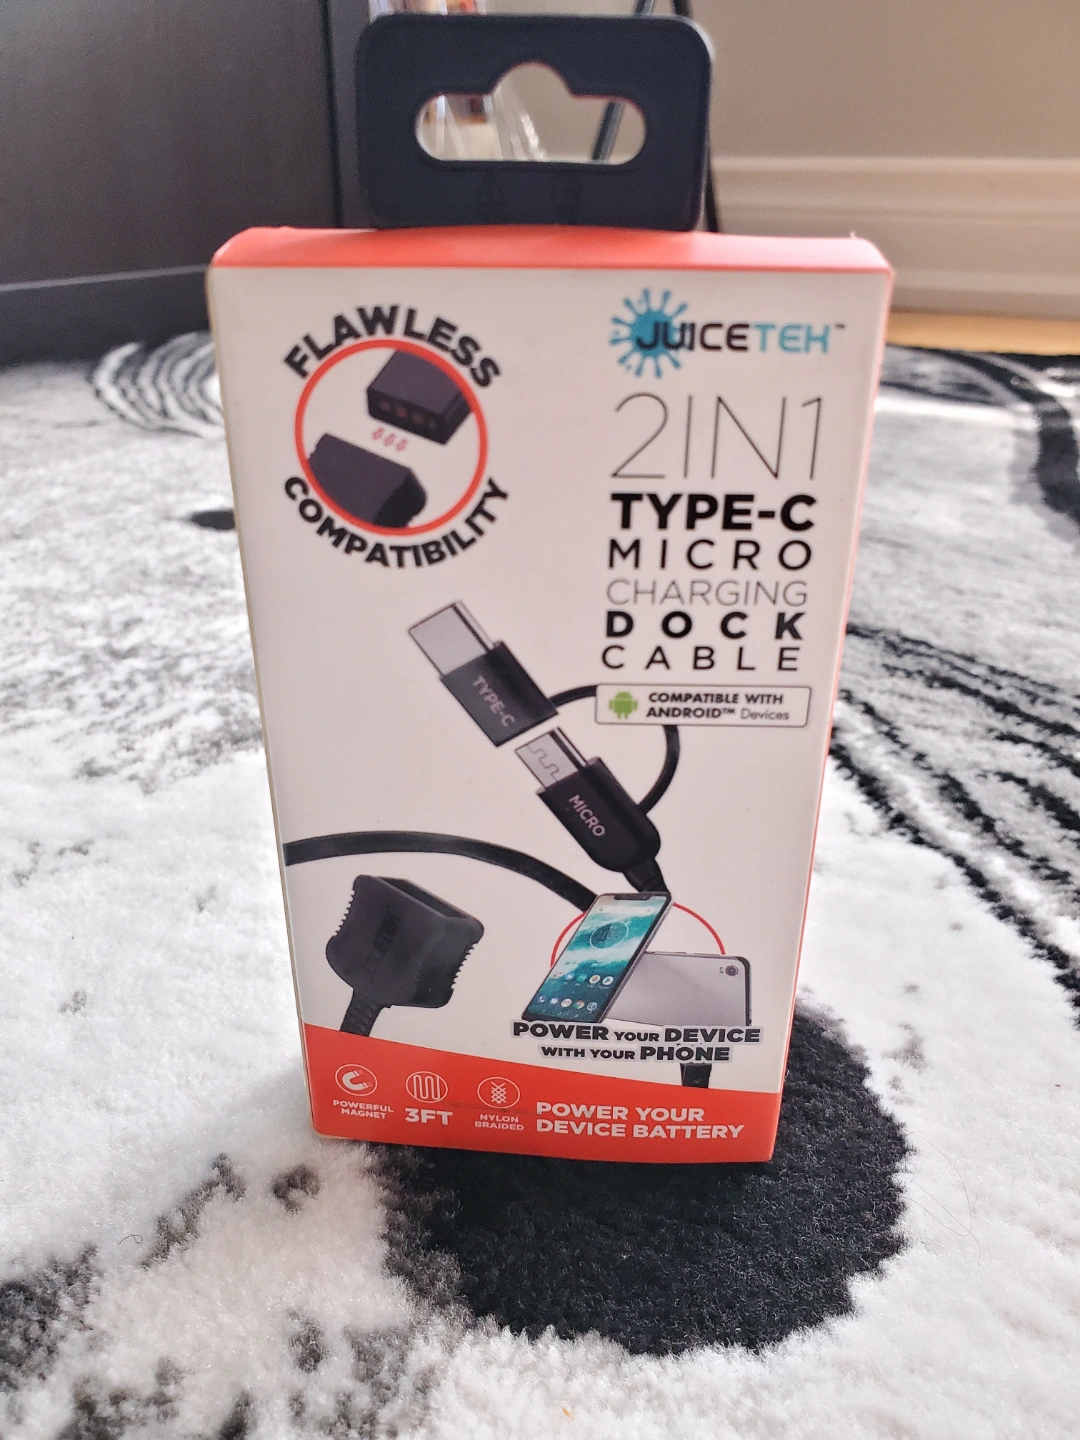 FLAWLESS
COMPATIBILITY
JUICETEK™
2IN1
TYPE-C
MICRO
CHARGING
DOCK
CABLE
COMPATIBLE WITH
ANDROID™ Devices
TYPE-C
MICRO
POWER YOUR DEVICE
WITH YOUR PHONE
POWERFUL
MAGNET
3FT
NYLON
BRAIDED
POWER YOUR
DEVICE BATTERY